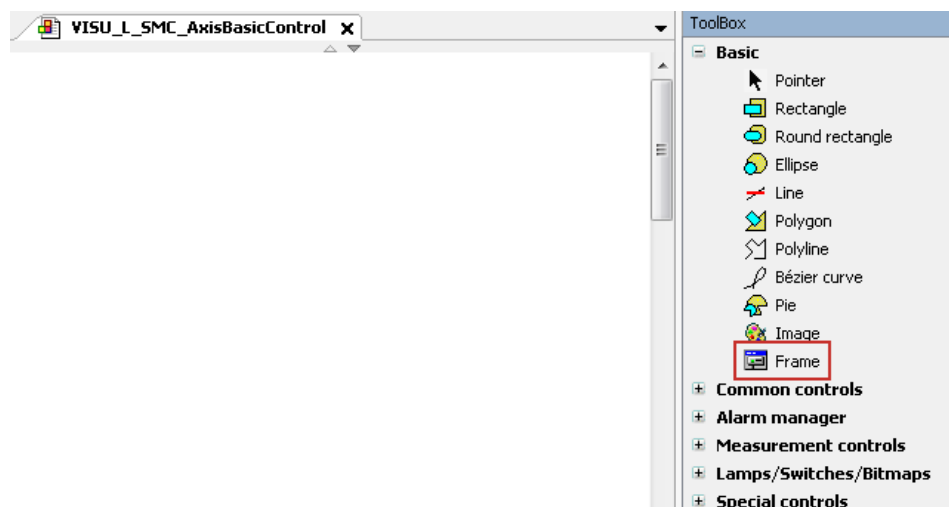 VISU_L_SMC_AxisBasicControl
ToolBox
Basic
Pointer
Rectangle
Round rectangle
Ellipse
Line
Polygon
Polyline
Bézier curve
Pie
Image
Frame
Common controls
Alarm manager
Measurement controls
Lamps/Switches/Bitmaps
Special controls